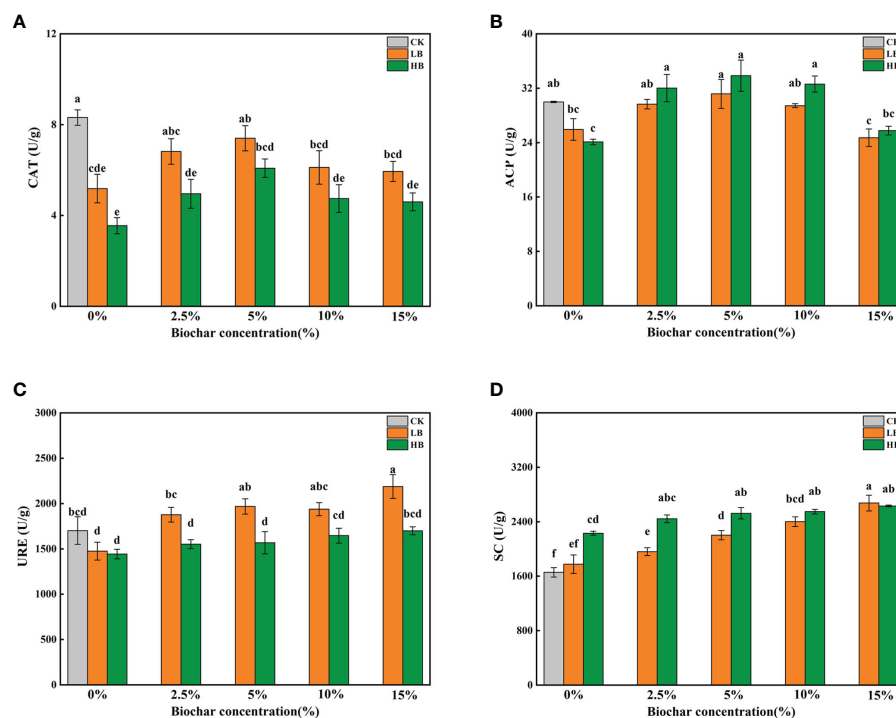 A
12
8
4
0
CAT (U/g)
CK
LB
HB
a
cde
e
abc
de
ab
bcd
bcd
de
bcd
de
0%
2.5%
5%
10%
15%
Biochar concentration(%)
B
40
32
24
16
8
0
ACP (U/g)
ab
bc
c
ab
a
a
a
ab
a
c
bc
0%
2.5%
5%
10%
15%
Biochar concentration(%)
C
3000
2500
2000
1500
1000
500
0
URE (U/g)
CK
LB
HB
bcd
d
d
bc
d
ab
d
abc
cd
a
bcd
0%
2.5%
5%
10%
15%
Biochar concentration(%)
D
4000
3200
2400
1600
800
0
SC (U/g)
f
ef
cd
e
abc
d
ab
bcd
ab
a
ab
0%
2.5%
5%
10%
15%
Biochar concentration(%)